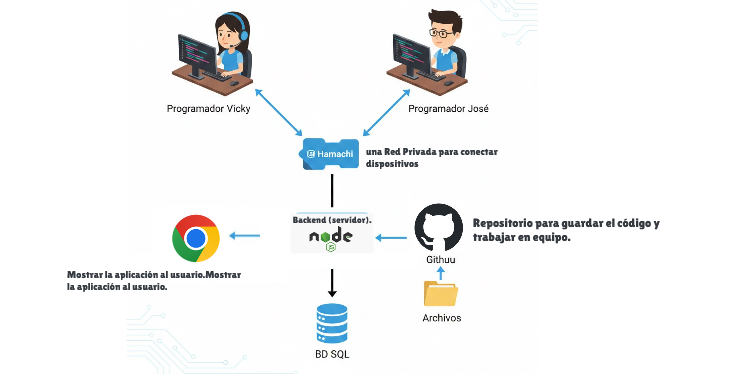 Programador Vicky
Programador José
Hamachi
una Red Privada para conectar
dispositivos
Backend (servidor).
node
JS
Repositorio para guardar el código y
trabajar en equipo.
Githuu
Mostrar la aplicación al usuario.Mostrar
la aplicación al usuario.
Archivos
BD SQL